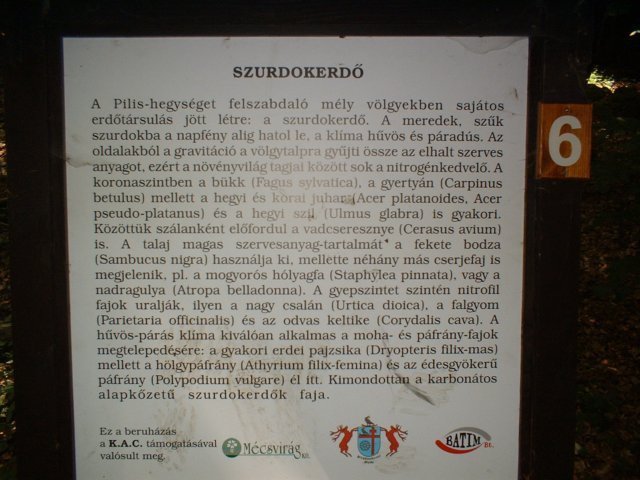 SZURDOKERDŐ
A Pilis-hegységet felszabdaló mély völgyekben sajátos
erdőtársulás jött létre: a szurdokerdő. A meredek, szűk
szurdokba a napfény alig hatol le, a klíma hűvös és páradús. Az
oldalakból a gravitáció a völgytalpra gyűjti össze az elhalt szerves
anyagot, ezért a növényvilág tagjai között sok a nitrogénkedvelő. A
koronaszintben a bükk (Fagus sylvatica), a gyertyán (Carpinus
betulus) mellett a hegyi és korai juhar (Acer platanoides, Acer
pseudo-platanus) és a hegyi szil (Ulmus glabra) is gyakori.
Közöttük szálanként előfordul a vadcseresznye (Cerasus avium)
is. A talaj magas szervesanyag-tartalmát a fekete bodza
(Sambucus nigra) használja ki, mellette néhány más cserjefaj is
megjelenik, pl. a mogyorós hólyagfa (Staphylea pinnata), vagy a
nadragulya (Atropa belladonna). A gyepszintet szintén nitrofil
fajok uralják, ilyen a nagy csalán (Urtica dioica), a falgyom
(Parietaria officinalis) és az odvas keltike (Corydalis cava). A
hűvös-párás klíma kiválóan alkalmas a moha- és páfrány-fajok
megtelepedésére: a gyakori erdei pajzsika (Dryopteris filix-mas)
mellett a hölgypáfrány (Athyrium filix-femina) és az édesgyökerű
páfrány (Polypodium vulgare) él itt. Kimondottan a karbonátos
alapkőzetű szurdokerdők faja.
6
Ez a beruházás
a K.A.C. támogatásával
valósult meg.
Mécsvirág Kft.
BATIM Bt.